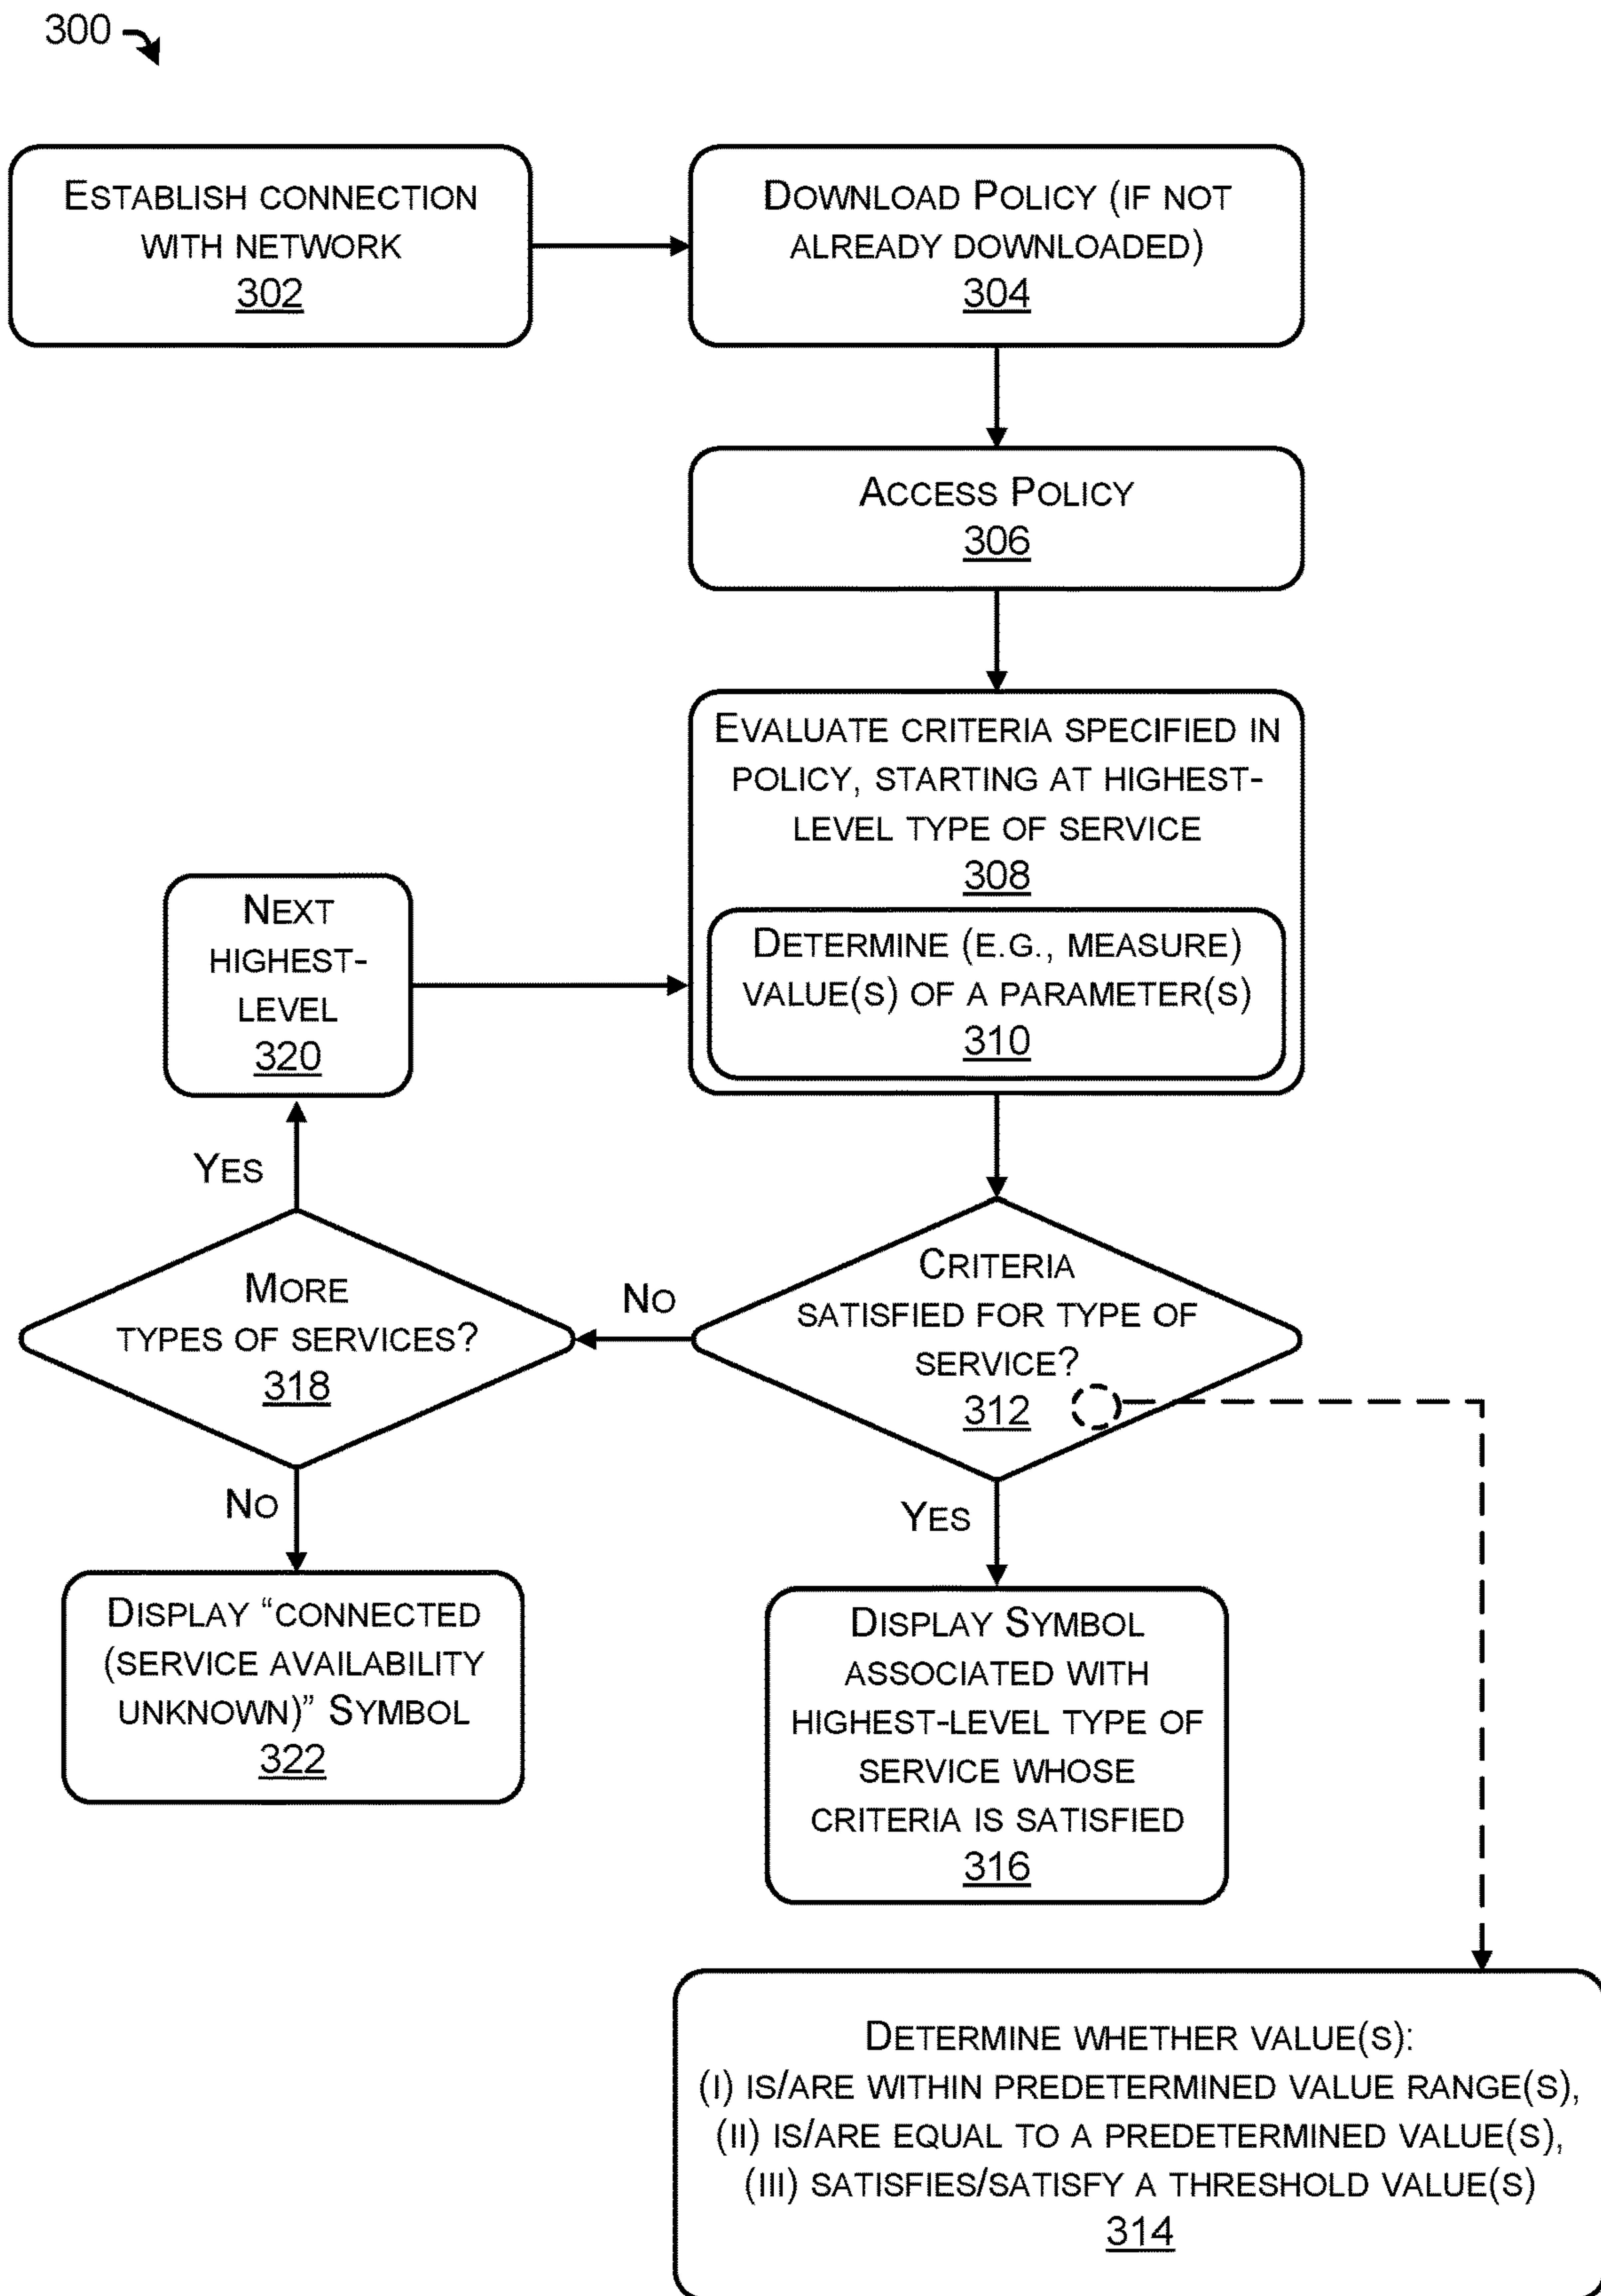 300
ESTABLISH CONNECTION
WITH NETWORK
302
DOWNLOAD POLICY (IF NOT
ALREADY DOWNLOADED)
304
ACCESS POLICY
306
EVALUATE CRITERIA SPECIFIED IN
POLICY, STARTING AT HIGHEST-
LEVEL TYPE OF SERVICE
308
DETERMINE (E.G., MEASURE)
VALUE(S) OF A PARAMETER(S)
310
NEXT
HIGHEST-
LEVEL
320
YES
CRITERIA
SATISFIED FOR TYPE OF
SERVICE?
312
NO
MORE
TYPES OF SERVICES?
318
NO
DISPLAY “CONNECTED
(SERVICE AVAILABILITY
UNKNOWN)” SYMBOL
322
YES
DISPLAY SYMBOL
ASSOCIATED WITH
HIGHEST-LEVEL TYPE OF
SERVICE WHOSE
CRITERIA IS SATISFIED
316
DETERMINE WHETHER VALUE(S):
(I) IS/ARE WITHIN PREDETERMINED VALUE RANGE(S),
(II) IS/ARE EQUAL TO A PREDETERMINED VALUE(S),
(III) SATISFIES/SATISFY A THRESHOLD VALUE(S)
314